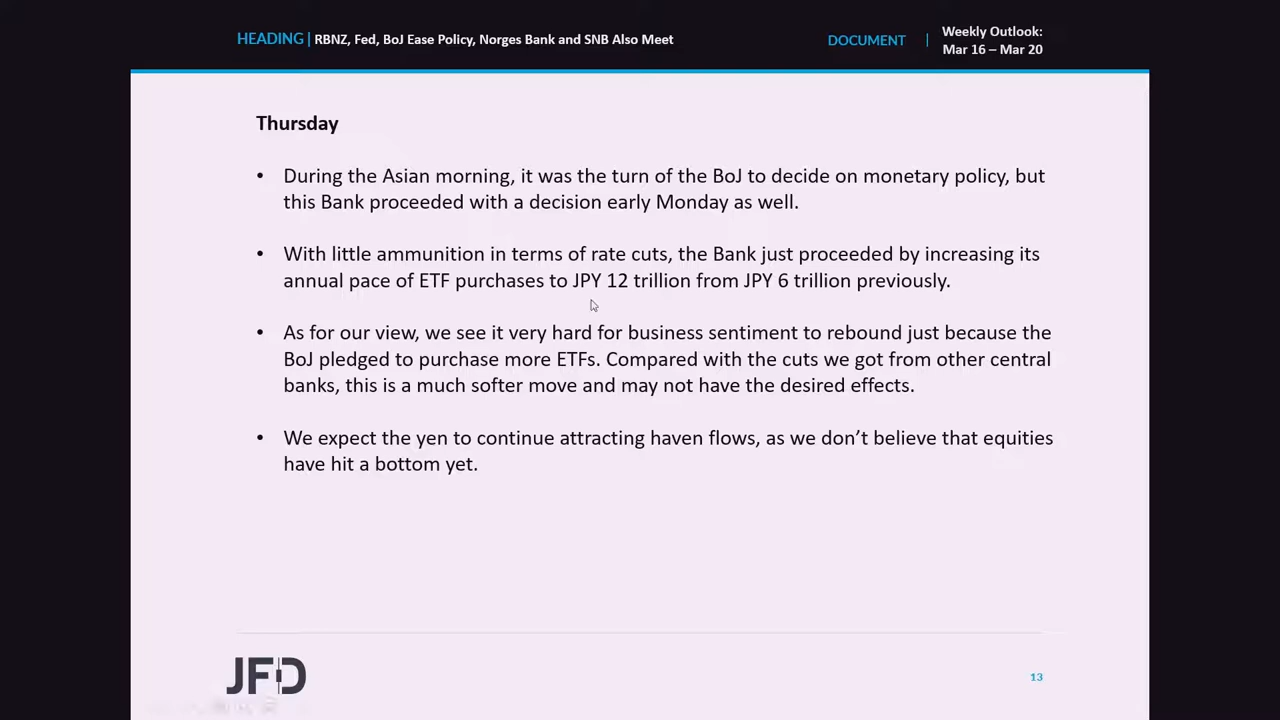 HEADING | RBNZ, Fed, BoJ Ease Policy, Norges Bank and SNB Also Meet
DOCUMENT | Weekly Outlook:
Mar 16 – Mar 20
Thursday
• During the Asian morning, it was the turn of the BoJ to decide on monetary policy, but
this Bank proceeded with a decision early Monday as well.
• With little ammunition in terms of rate cuts, the Bank just proceeded by increasing its
annual pace of ETF purchases to JPY 12 trillion from JPY 6 trillion previously.
• As for our view, we see it very hard for business sentiment to rebound just because the
BoJ pledged to purchase more ETFs. Compared with the cuts we got from other central
banks, this is a much softer move and may not have the desired effects.
• We expect the yen to continue attracting haven flows, as we don’t believe that equities
have hit a bottom yet.
JFD
13